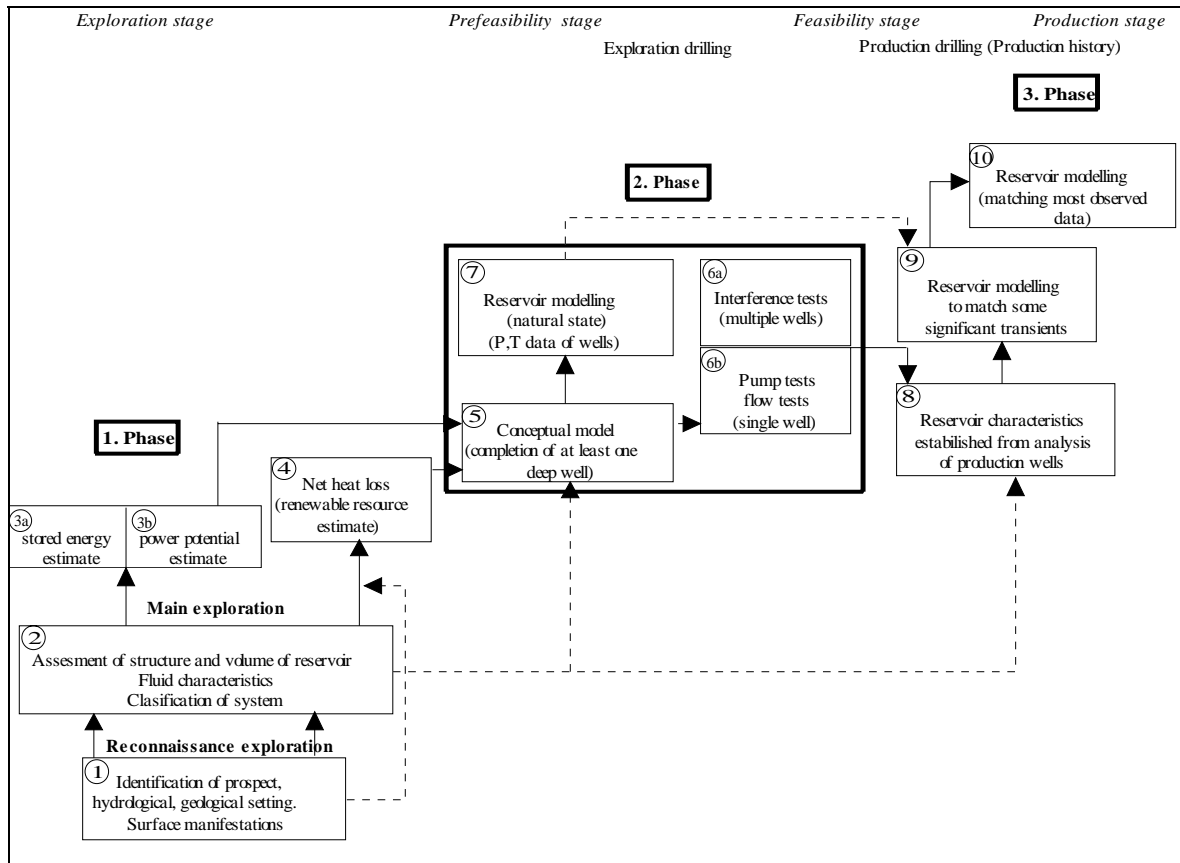 Exploration stage
Prefeasibility stage
Feasibility stage
Production stage
Exploration drilling
Production drilling (Production history)
3. Phase
10
Reservoir modelling
(matching most observed
data)
2. Phase
7
Reservoir modelling
(natural state)
(P,T data of wells)
6a
Interference tests
(multiple wells)
9
Reservoir modelling
to match some
significant transients
6b
Pump tests
flow tests
(single well)
8
Reservoir characteristics
estabilished from analysis
of production wells
5
Conceptual model
(completion of at least one
deep well)
1. Phase
4
Net heat loss
(renewable resource
estimate)
3a
stored energy
estimate
3b
power potential
estimate
Main exploration
2
Assesment of structure and volume of reservoir
Fluid characteristics
Clasification of system
Reconnaissance exploration
1
Identification of prospect,
hydrological, geological setting.
Surface manifestations